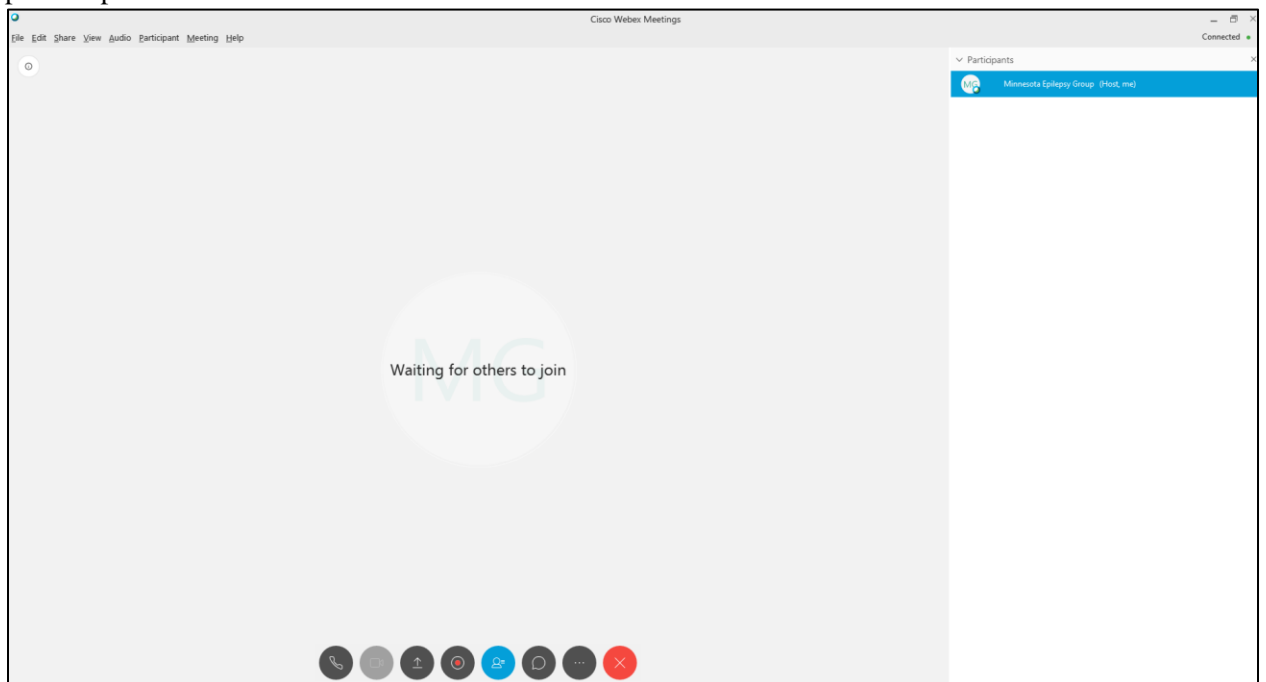 Cisco Webex Meetings
File Edit Share View Audio Participant Meeting Help
Connected
Participants
MG Minnesota Epilepsy Group (Host, me)
MG
Waiting for others to join